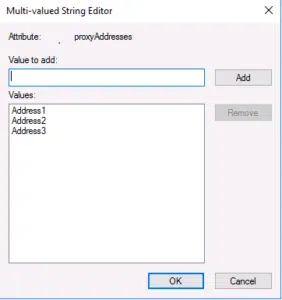 Multi-valued String Editor
Attribute: proxyAddresses
Value to add:
Add
Values:
Address1
Address2
Address3
Remove
OK
Cancel